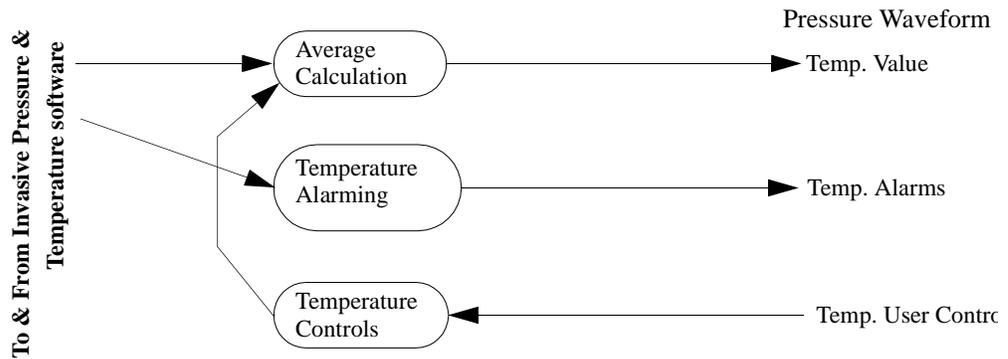 To & From Invasive Pressure &
Temperature software
Pressure Waveform
Average
Calculation
Temp. Value
Temperature
Alarming
Temp. Alarms
Temperature
Controls
Temp. User Contro